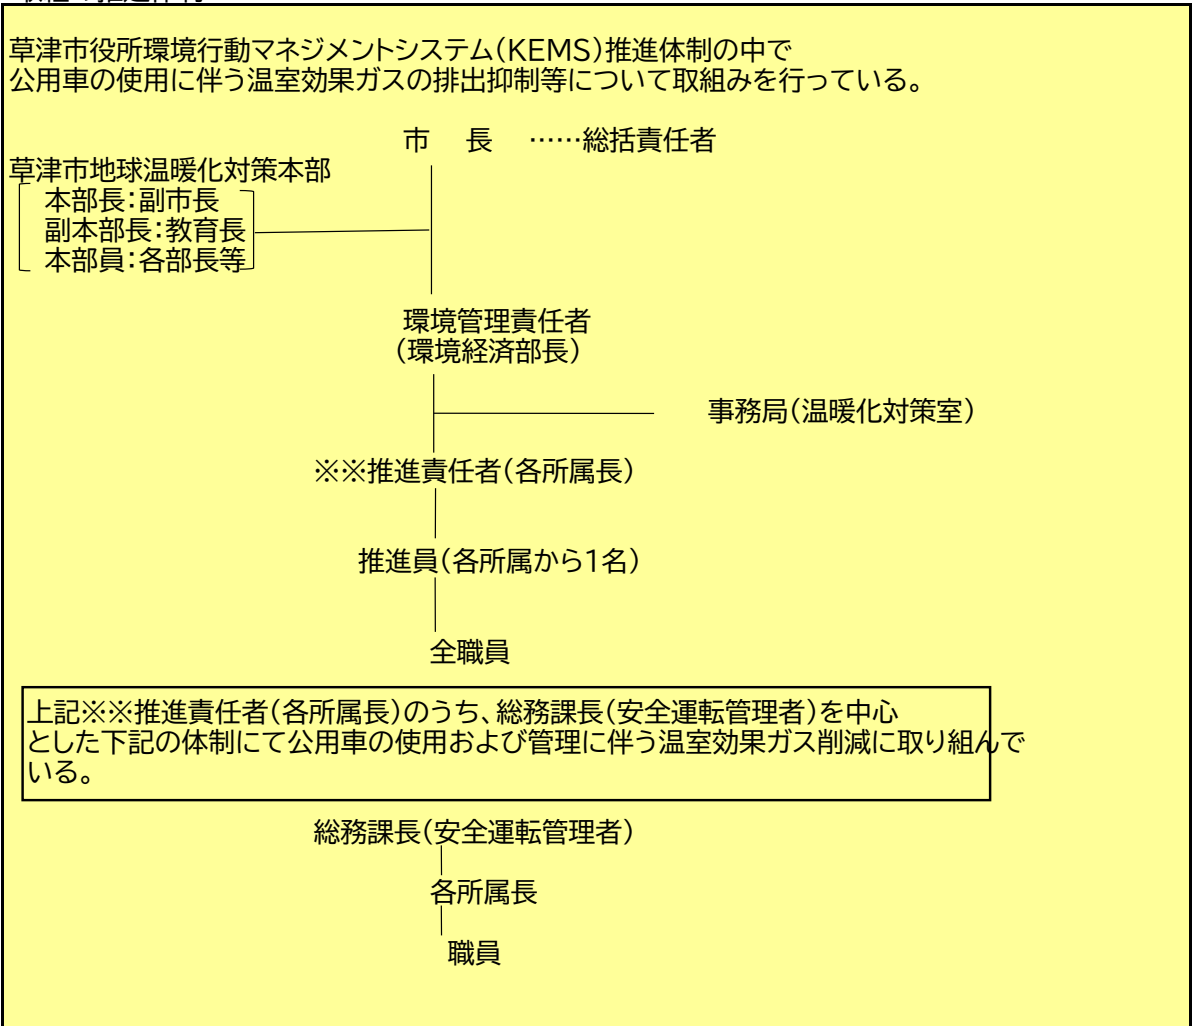 草津市役所環境行動マネジメントシステム(KEMS)推進体制の中で
公用車の使用に伴う温室効果ガスの排出抑制等について取組みを行っている。
市　長　……総括責任者
草津市地球温暖化対策本部
本部長：副市長
副本部長：教育長
本部員：各部長等
環境管理責任者
(環境経済部長)
事務局(温暖化対策室)
※※推進責任者(各所属長)
推進員(各所属から1名)
全職員
上記※※推進責任者(各所属長)のうち、総務課長(安全運転管理者)を中心
とした下記の体制にて公用車の使用および管理に伴う温室効果ガス削減に取り組んで
いる。
総務課長(安全運転管理者)
各所属長
職員